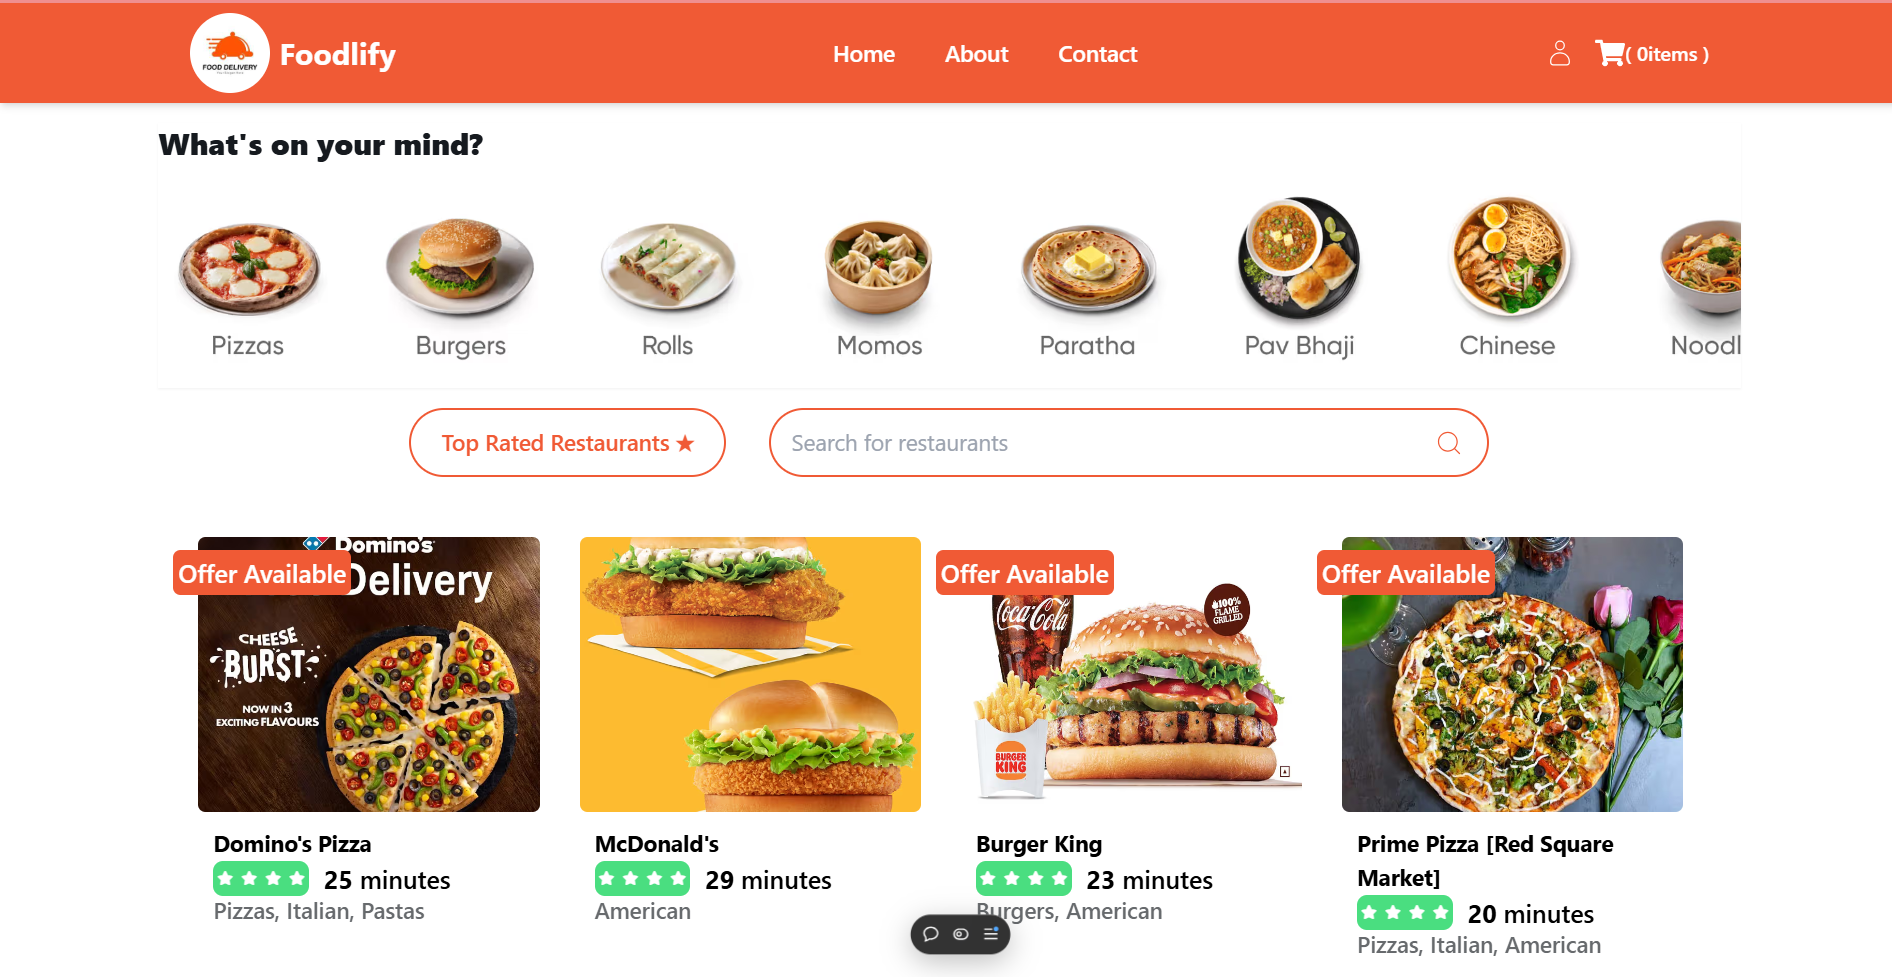 FOOD DELIVERY
Foodlify
Home
About
Contact
( 0items )
What's on your mind?
Pizzas
Burgers
Rolls
Momos
Paratha
Pav Bhaji
Chinese
Noodl
Top Rated Restaurants ★
Search for restaurants
Offer Available
Domino's
Delivery
CHEESE
BURST
NOW IN 3
EXCITING FLAVOURS
Domino's Pizza
25 minutes
Pizzas, Italian, Pastas
McDonald's
29 minutes
American
Offer Available
Coca-Cola
100%
FLAME
GRILLED
BURGER
KING
Burger King
23 minutes
Burgers, American
Offer Available
Prime Pizza [Red Square
Market]
20 minutes
Pizzas, Italian, American